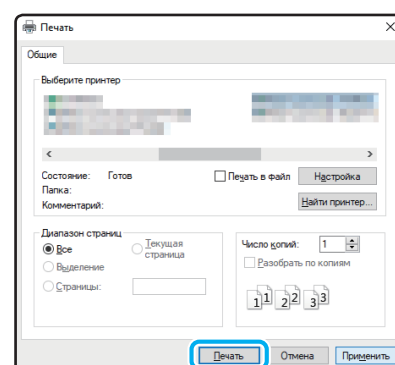 Печать
Общие
Выберите принтер
Состояние: Готов
Печать в файл
Настройка
Папка:
Комментарий:
Найти принтер...
Диапазон страниц
Все
Текущая страница
Выделение
Страницы:
Число копий: 1
Разобрать по копиям
1 1 2 2 3 3
Печать
Отмена
Применить